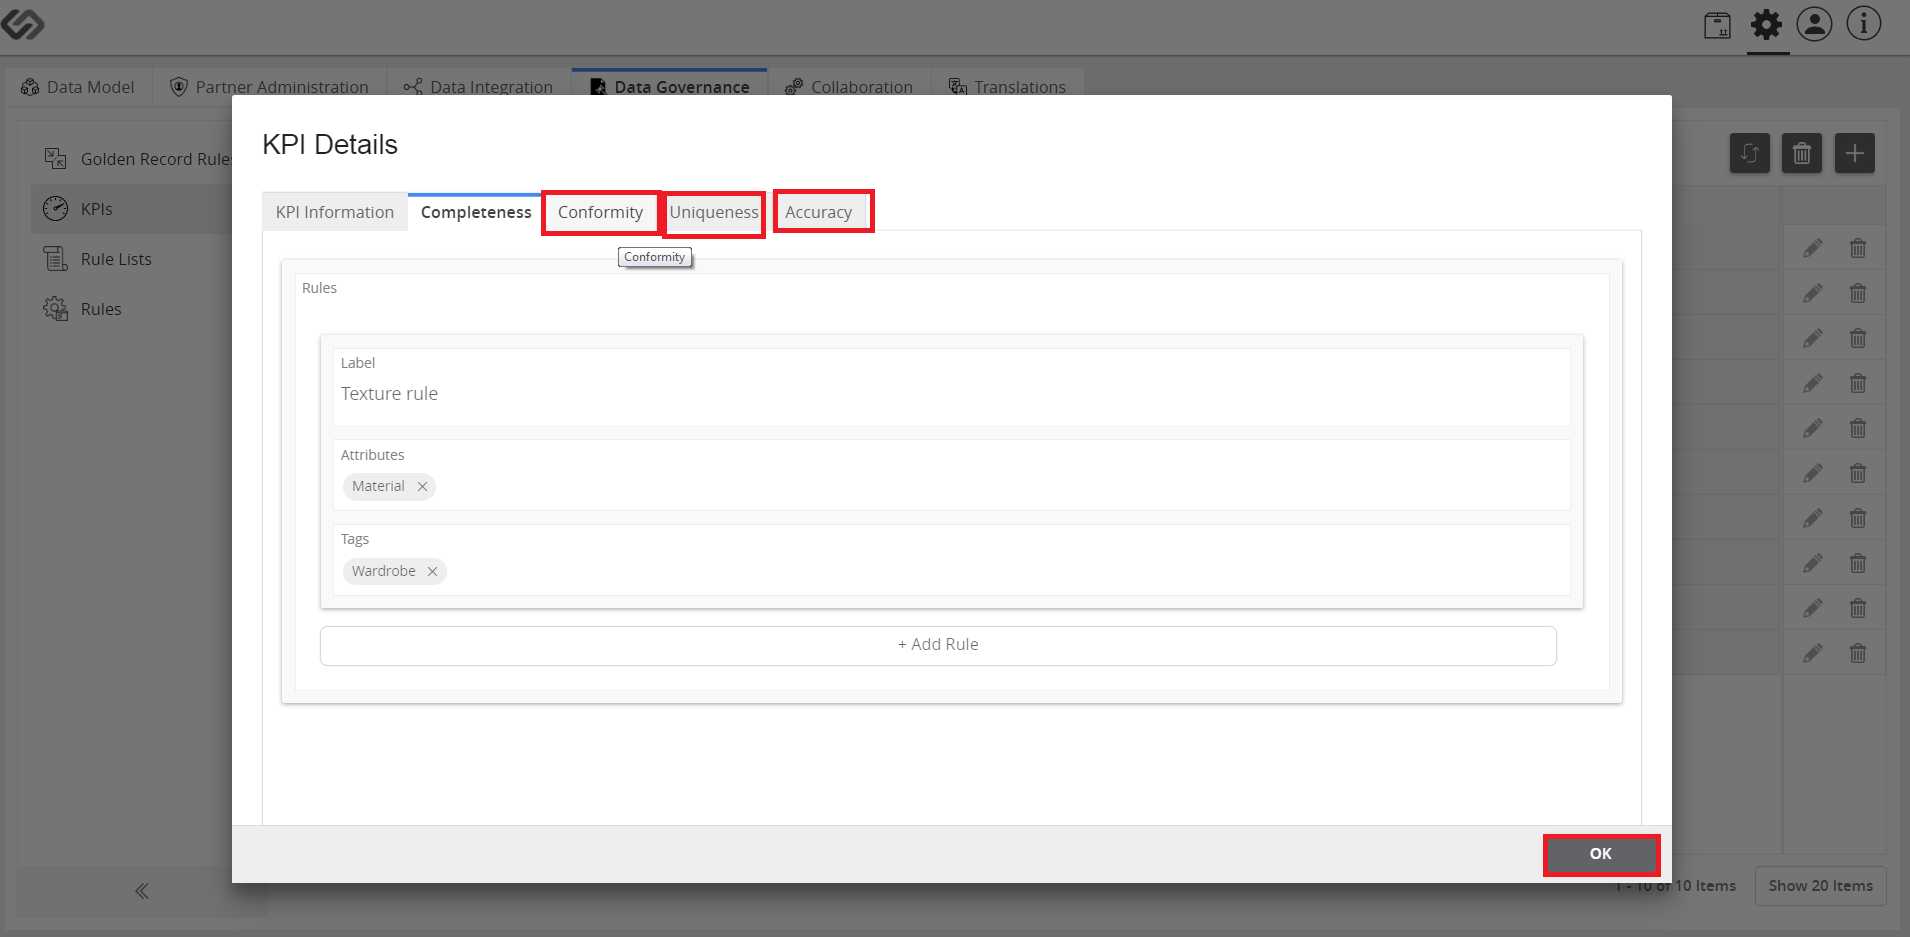 Data Model
Partner Administration
Data Integration
Data Governance
Collaboration
Translations
Golden Record Rules
KPIs
Rule Lists
Rules
KPI Details
KPI Information
Completeness
Conformity
Uniqueness
Accuracy
Conformity
Rules
Label
Texture rule
Attributes
Material
Tags
Wardrobe
+ Add Rule
OK
1 - 10 of 10 Items
Show 20 Items